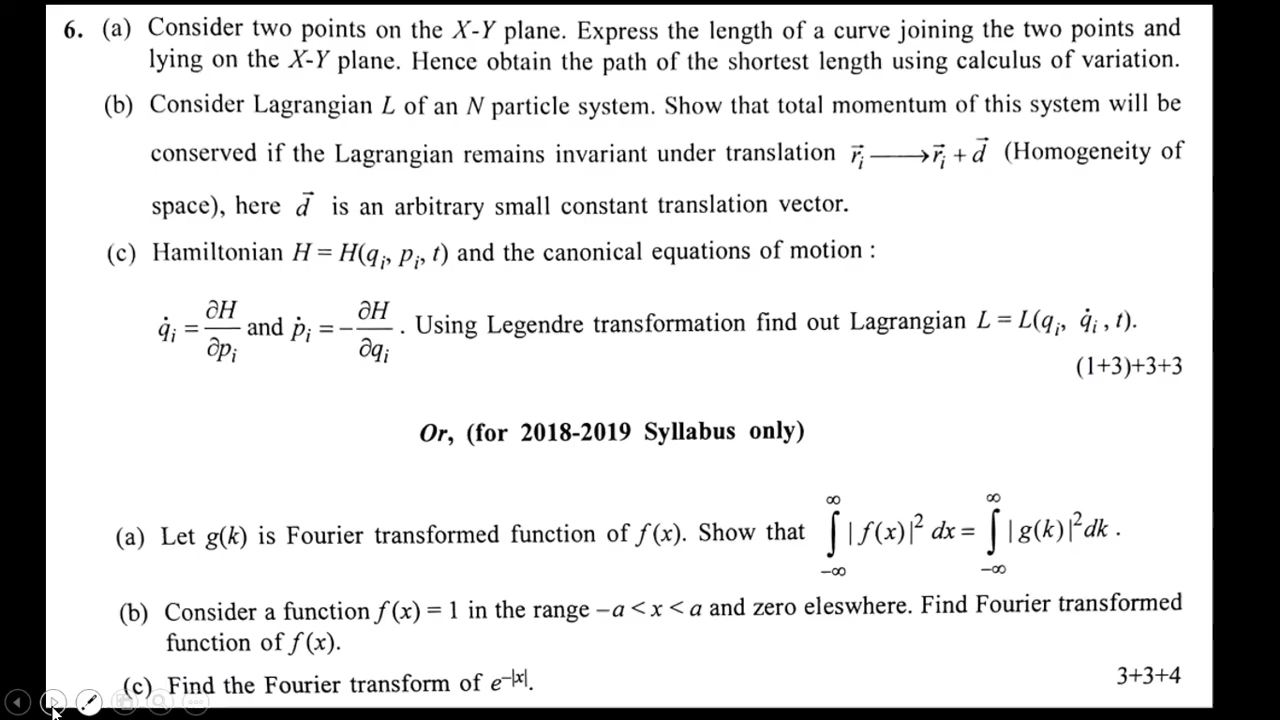 6. (a) Consider two points on the X-Y plane. Express the length of a curve joining the two points and
lying on the X-Y plane. Hence obtain the path of the shortest length using calculus of variation.
(b) Consider Lagrangian L of an N particle system. Show that total momentum of this system will be
conserved if the Lagrangian remains invariant under translation r⃗ᵢ ⟶ r⃗ᵢ + d⃗ (Homogeneity of
space), here d⃗ is an arbitrary small constant translation vector.
(c) Hamiltonian H = H(qᵢ, pᵢ, t) and the canonical equations of motion :
q̇ᵢ = ∂H/∂pᵢ and ṗᵢ = −∂H/∂qᵢ . Using Legendre transformation find out Lagrangian L = L(qᵢ, q̇ᵢ , t).
(1+3)+3+3
Or, (for 2018-2019 Syllabus only)
(a) Let g(k) is Fourier transformed function of f(x). Show that ∫_{−∞}^{∞} | f(x)|² dx = ∫_{−∞}^{∞} | g(k)|² dk .
(b) Consider a function f(x) = 1 in the range −a < x < a and zero eleswhere. Find Fourier transformed
function of f(x).
(c) Find the Fourier transform of e^{−|x|}.
3+3+4